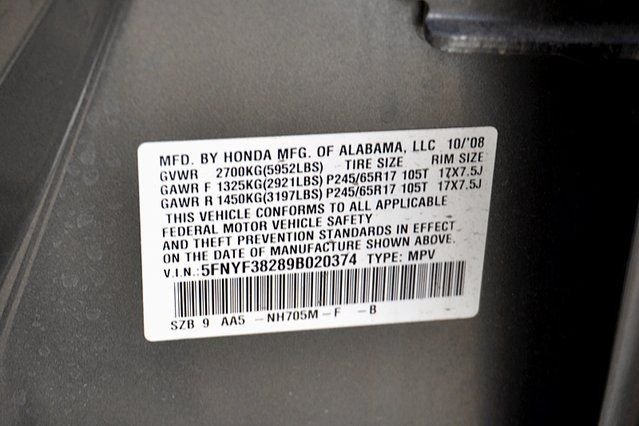 MFD. BY HONDA MFG. OF ALABAMA, LLC 10/'08
GVWR 2700KG(5952LBS) TIRE SIZE RIM SIZE
GAWR F 1325KG(2921LBS) P245/65R17 105T 17X7.5J
GAWR R 1450KG(3197LBS) P245/65R17 105T 17X7.5J
THIS VEHICLE CONFORMS TO ALL APPLICABLE
FEDERAL MOTOR VEHICLE SAFETY
AND THEFT PREVENTION STANDARDS IN EFFECT
ON THE DATE OF MANUFACTURE SHOWN ABOVE.
V.I.N.:5FNYF38289B020374 TYPE: MPV
SZB 9 AA5 -NH705M-F -B